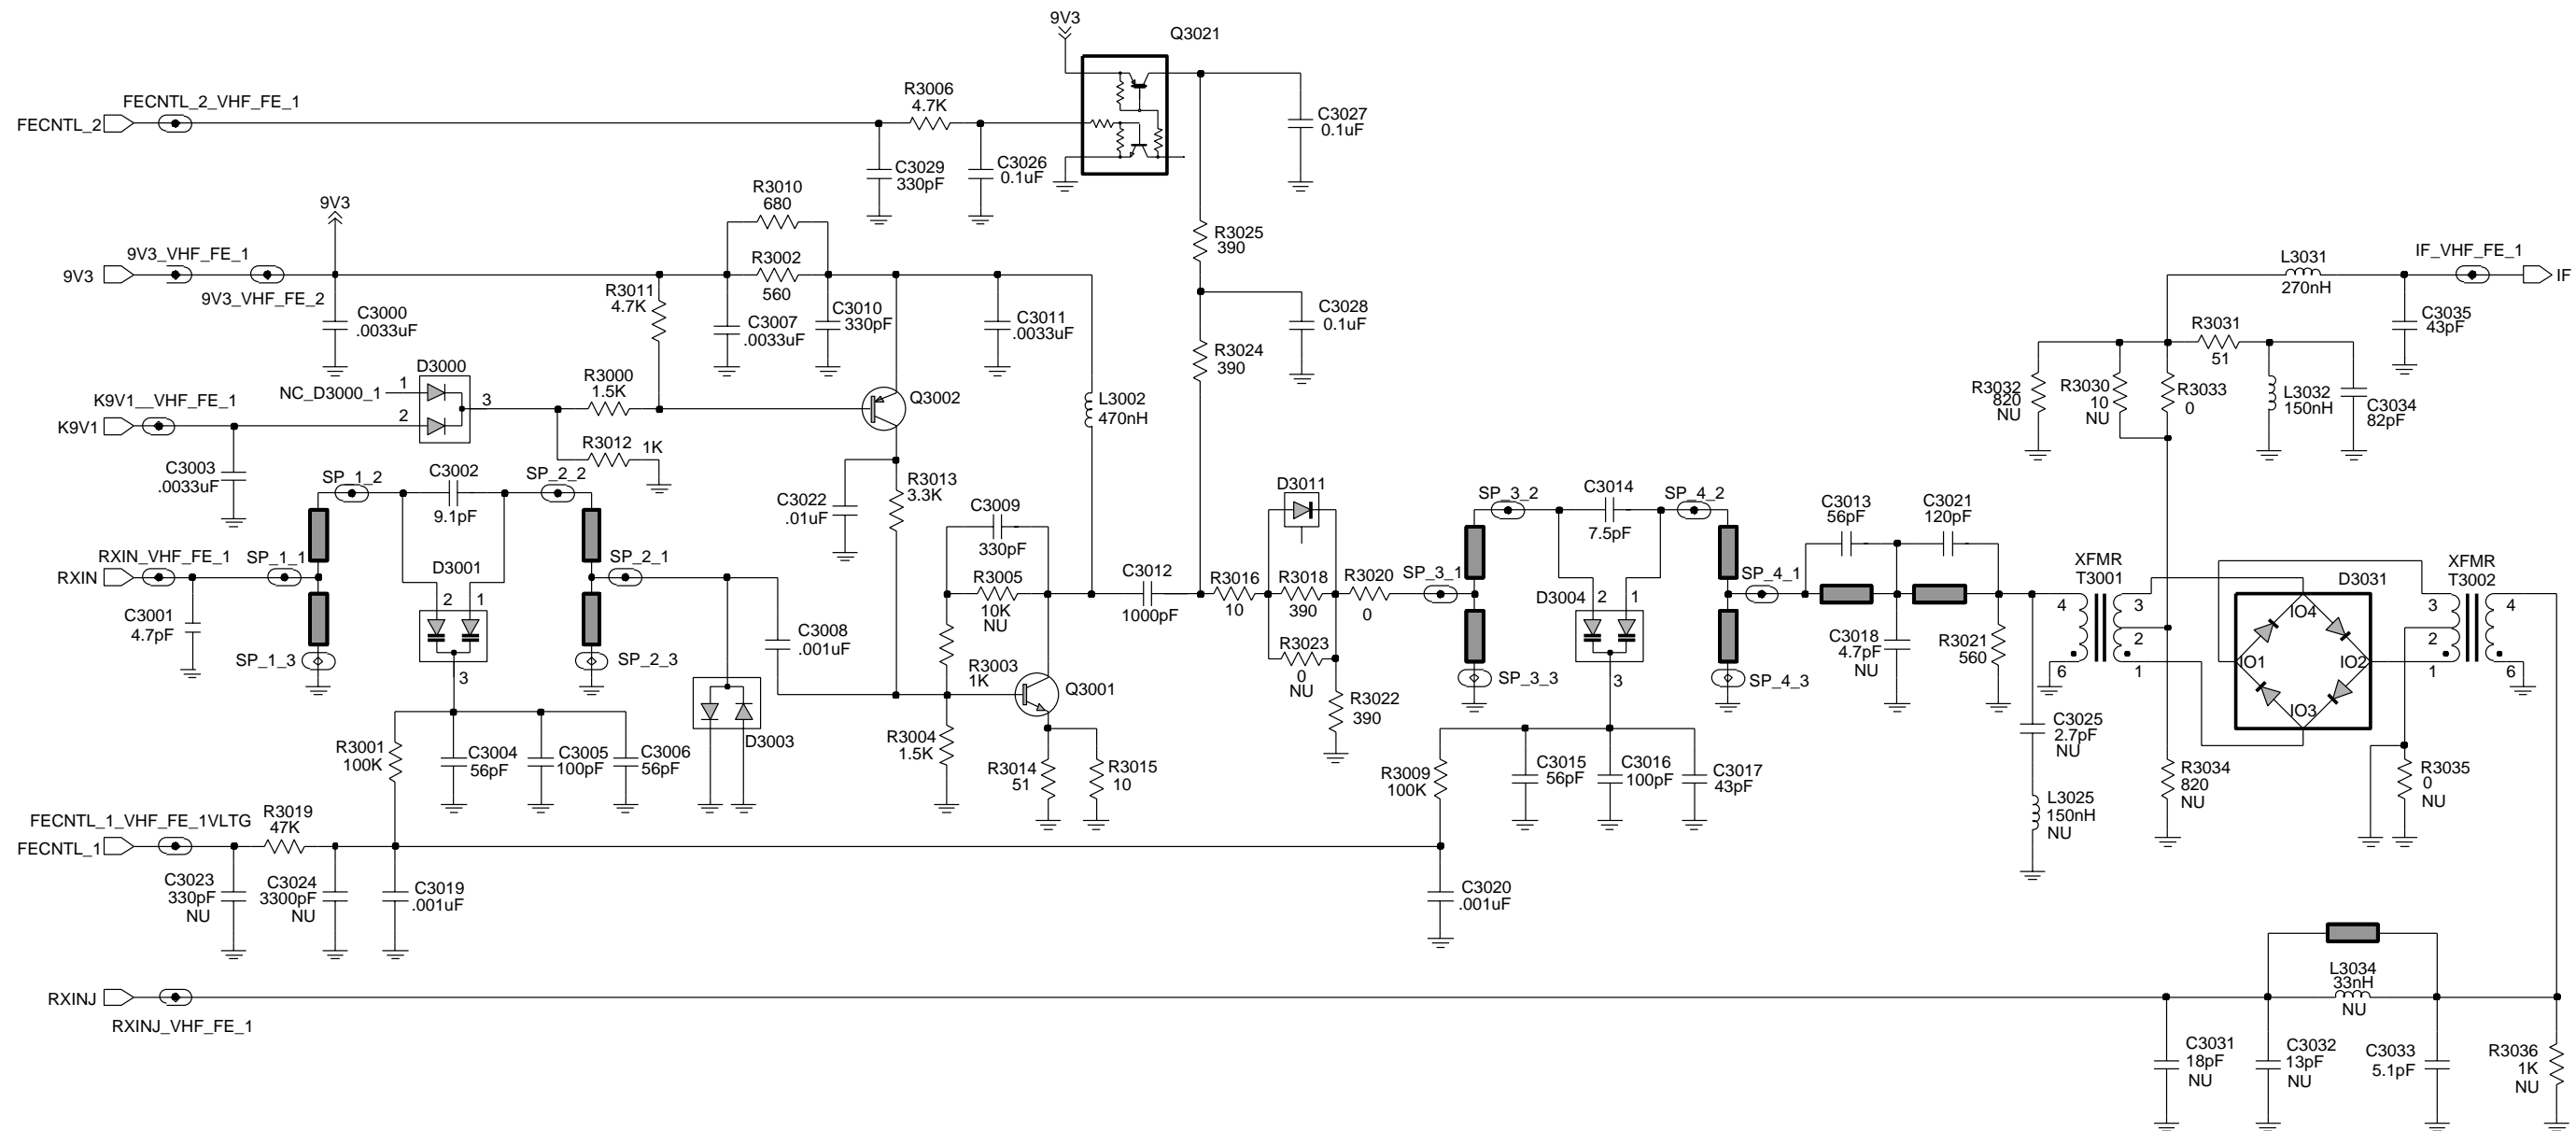 9V3
Q3021
FECNTL_2_VHF_FE_1
FECNTL_2
R3006
4.7K
C3029
330pF
C3026
0.1uF
C3027
0.1uF
R3010
680
9V3
9V3_VHF_FE_1
9V3
9V3_VHF_FE_2
C3000
.0033uF
R3011
4.7K
R3002
560
C3007
.0033uF
C3010
330pF
C3011
.0033uF
R3025
390
C3028
0.1uF
R3024
390
L3031
270nH
IF_VHF_FE_1
IF
C3035
43pF
R3031
51
R3032
820
NU
R3030
10
NU
R3033
0
L3032
150nH
C3034
82pF
D3000
NC_D3000_1
1
2
3
K9V1__VHF_FE_1
K9V1
C3003
.0033uF
R3000
1.5K
R3012
1K
Q3002
L3002
470nH
SP_1_2
C3002
9.1pF
SP_2_2
C3022
.01uF
R3013
3.3K
C3009
330pF
D3011
SP_3_2
C3014
7.5pF
SP_4_2
C3013
56pF
C3021
120pF
RXIN_VHF_FE_1
RXIN
SP_1_1
C3001
4.7pF
SP_1_3
D3001
2
1
3
SP_2_1
SP_2_3
C3008
.001uF
R3005
10K
NU
R3003
1K
Q3001
C3012
1000pF
R3016
10
R3018
390
R3020
0
R3023
0
NU
R3022
390
SP_3_1
SP_3_3
D3004
2
1
3
SP_4_1
SP_4_3
C3018
4.7pF
NU
R3021
560
XFMR
T3001
4
6
3
2
1
D3031
IO4
IO1
IO2
IO3
XFMR
T3002
3
2
1
4
6
C3025
2.7pF
NU
L3025
150nH
NU
R3034
820
NU
R3035
0
NU
R3001
100K
C3004
56pF
C3005
100pF
C3006
56pF
D3003
R3004
1.5K
R3014
51
R3015
10
R3009
100K
C3015
56pF
C3016
100pF
C3017
43pF
FECNTL_1_VHF_FE_1VLTG
FECNTL_1
R3019
47K
C3023
330pF
NU
C3024
3300pF
NU
C3019
.001uF
C3020
.001uF
RXINJ
RXINJ_VHF_FE_1
L3034
33nH
NU
C3031
18pF
NU
C3032
13pF
NU
C3033
5.1pF
R3036
1K
NU